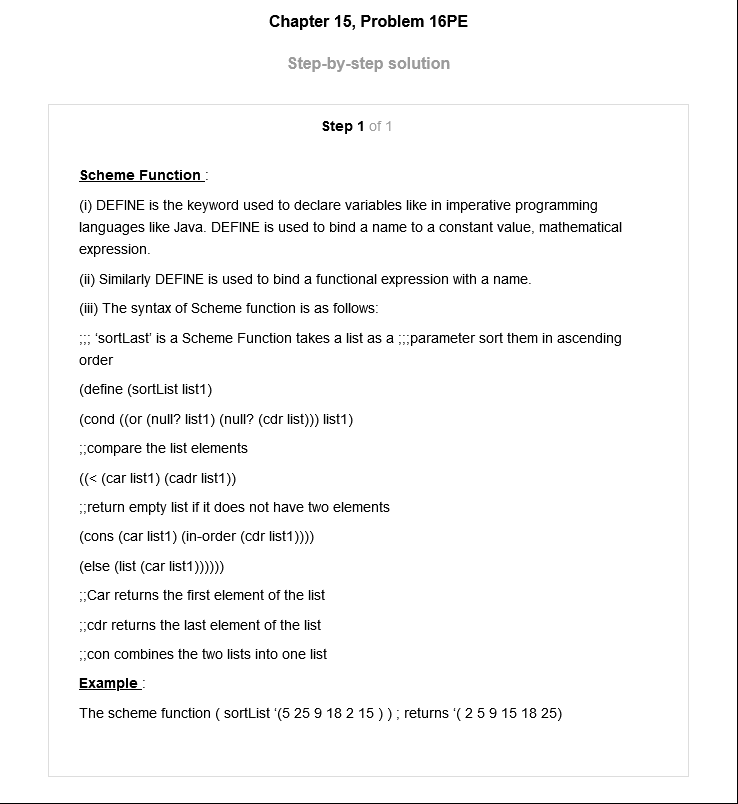 Chapter 15, Problem 16PE
Step-by-step solution
Step 1 of 1
Scheme Function :
(i) DEFINE is the keyword used to declare variables like in imperative programming
languages like Java. DEFINE is used to bind a name to a constant value, mathematical
expression.
(ii) Similarly DEFINE is used to bind a functional expression with a name.
(iii) The syntax of Scheme function is as follows:
;;; ‘sortLast’ is a Scheme Function takes a list as a ;;;parameter sort them in ascending
order
(define (sortList list1)
(cond ((or (null? list1) (null? (cdr list))) list1)
;;compare the list elements
((< (car list1) (cadr list1))
;;return empty list if it does not have two elements
(cons (car list1) (in-order (cdr list1))))
(else (list (car list1))))))
;;Car returns the first element of the list
;;cdr returns the last element of the list
;;con combines the two lists into one list
Example :
The scheme function ( sortList ‘(5 25 9 18 2 15 ) ) ; returns ‘( 2 5 9 15 18 25)